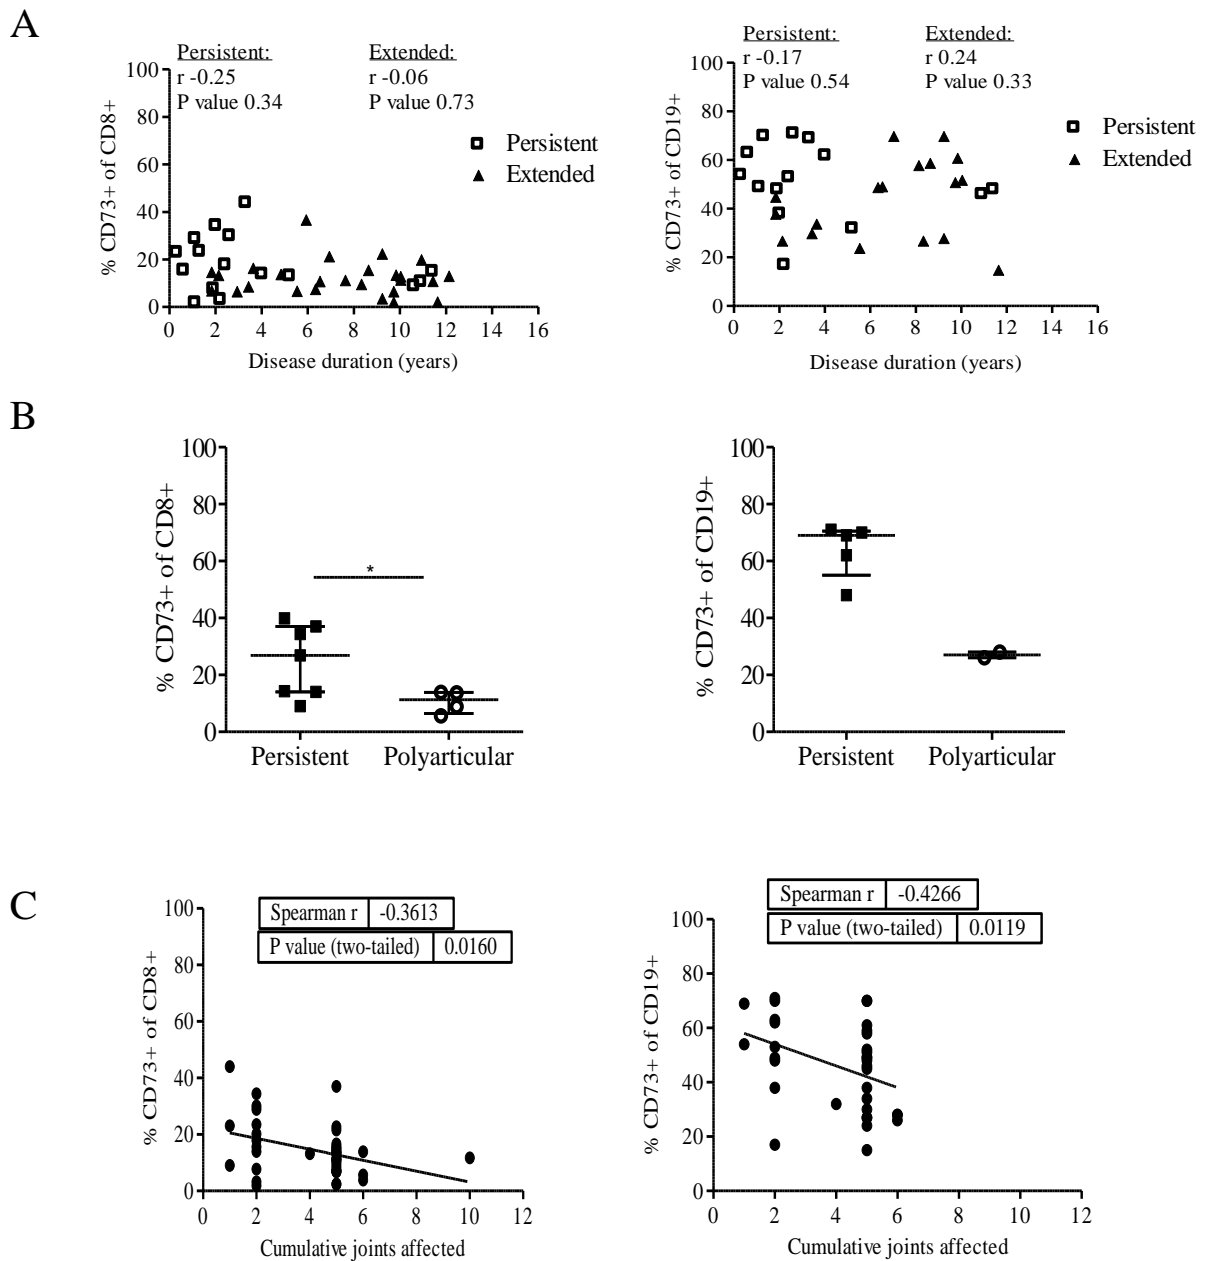 A
Persistent:
r -0.25
P value 0.34
Extended:
r -0.06
P value 0.73
% CD73+ of CD8+
100
80
60
40
20
0
0 2 4 6 8 10 12 14 16
Disease duration (years)
Persistent
Extended
Persistent:
r -0.17
P value 0.54
Extended:
r 0.24
P value 0.33
% CD73+ of CD19+
100
80
60
40
20
0
0 2 4 6 8 10 12 14 16
Disease duration (years)
Persistent
Extended
B
% CD73+ of CD8+
100
80
60
40
20
0
*
Persistent Polyarticular
% CD73+ of CD19+
100
80
60
40
20
0
Persistent Polyarticular
C
Spearman r -0.3613
P value (two-tailed) 0.0160
% CD73+ of CD8+
100
80
60
40
20
0
0 2 4 6 8 10 12
Cumulative joints affected
Spearman r -0.4266
P value (two-tailed) 0.0119
% CD73+ of CD19+
100
80
60
40
20
0
0 2 4 6 8 10 12
Cumulative joints affected